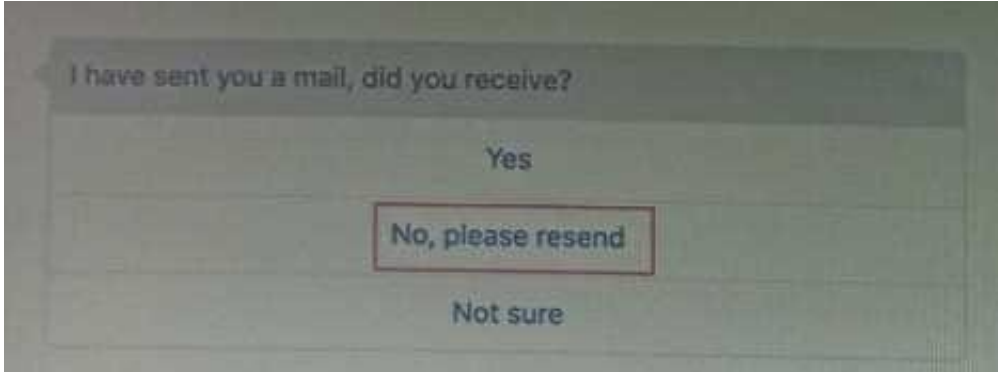 I have sent you a mail, did you receive?
Yes
No, please resend
Not sure